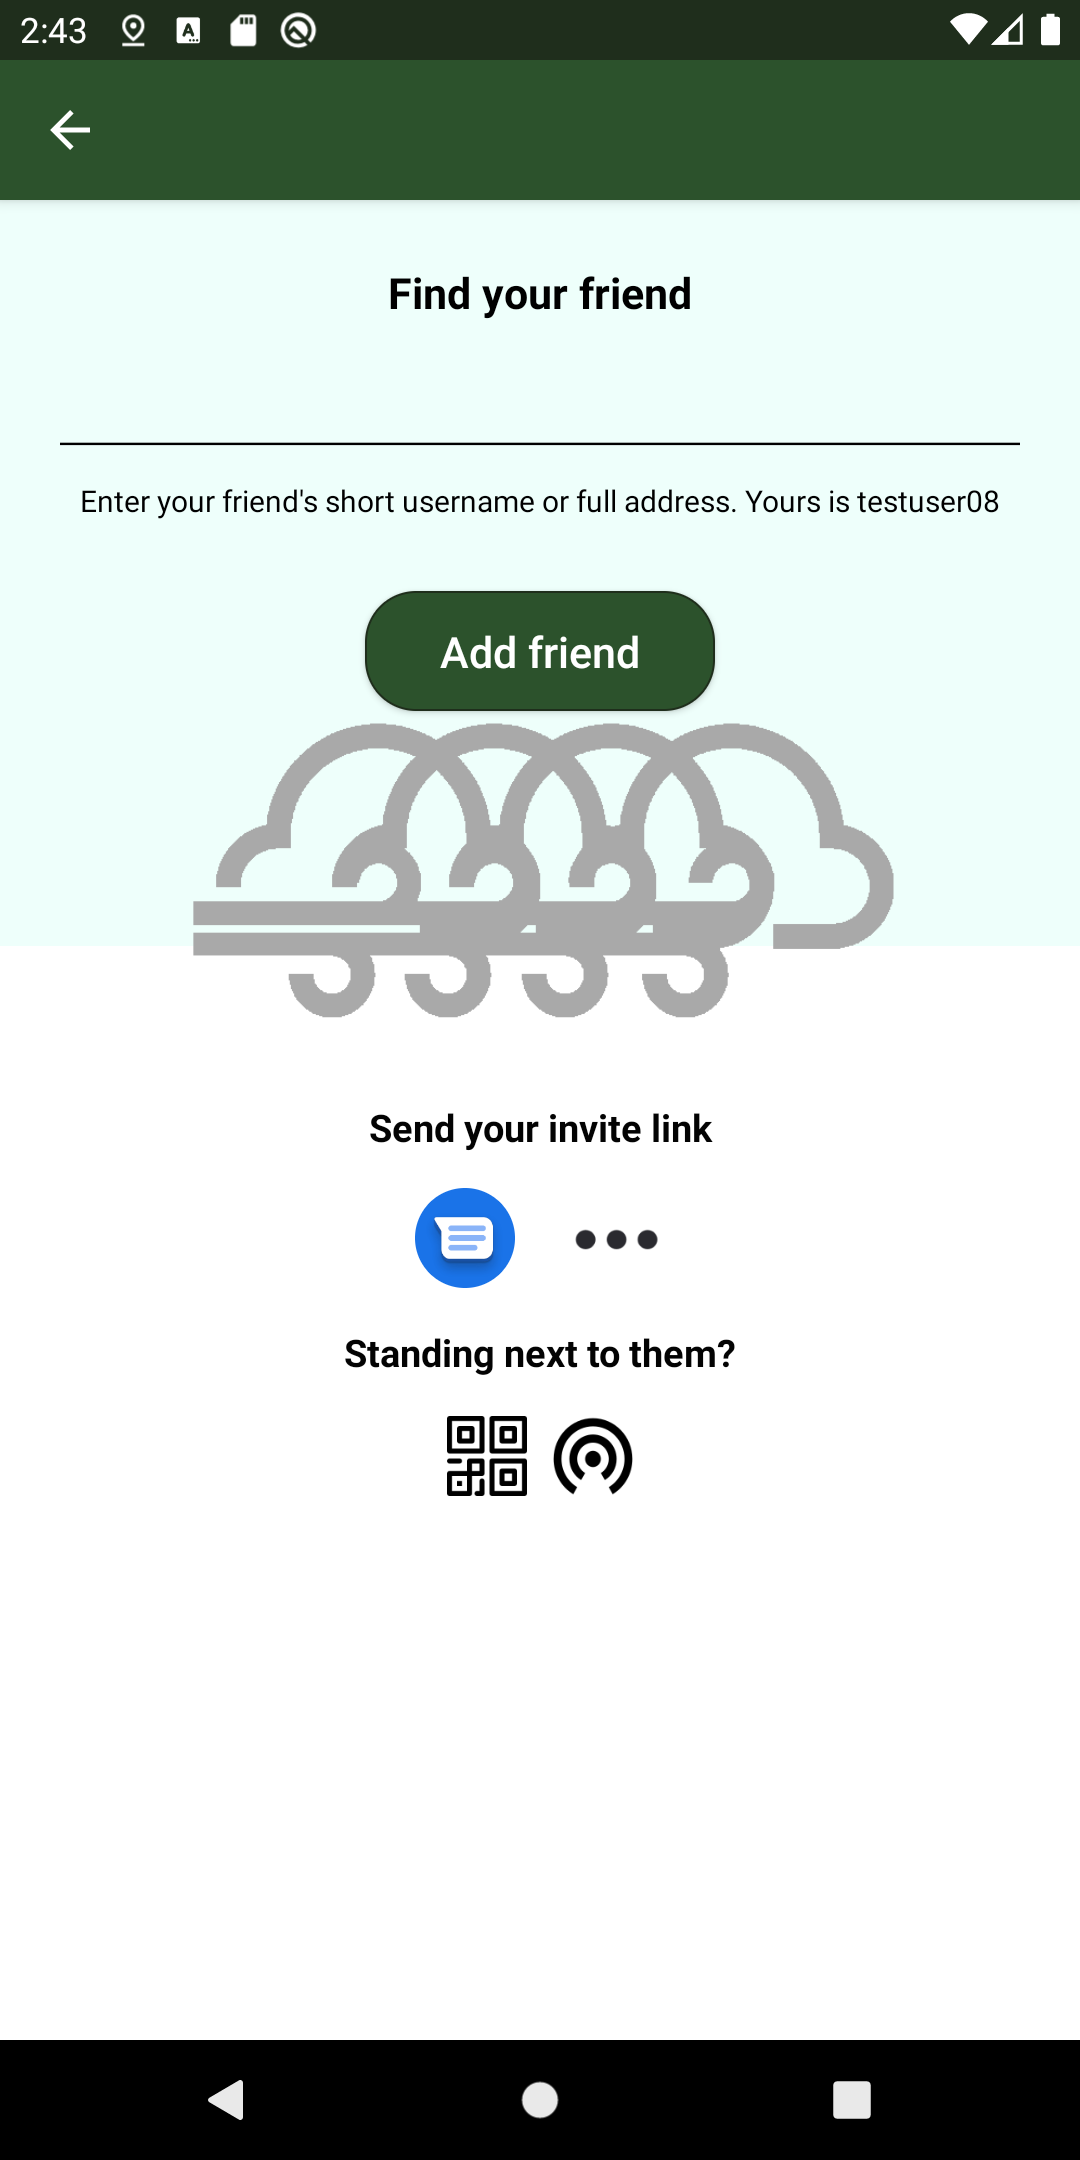 2:43
Find your friend
Enter your friend's short username or full address. Yours is testuser08
Add friend
Send your invite link
Standing next to them?